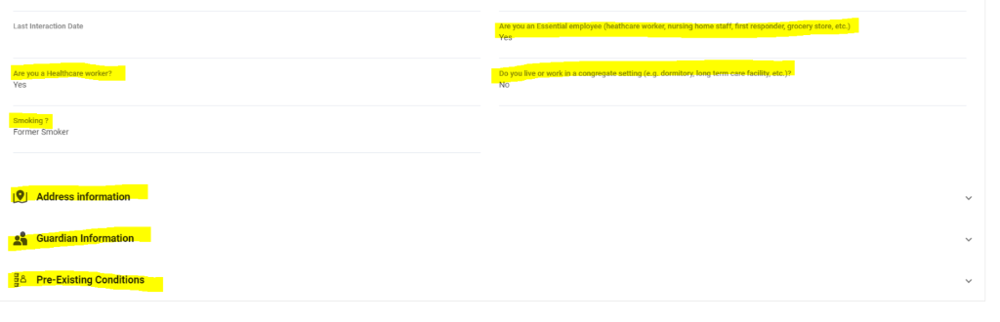 Last Interaction Date
Are you an Essential employee (heathcare worker, nursing home staff, first responder, grocery store, etc.)
Yes
Are you a Healthcare worker?
Yes
Do you live or work in a congregate setting (e.g. dormitory, long term care facility, etc.)?
No
Smoking ?
Former Smoker
Address information
Guardian Information
Pre-Existing Conditions